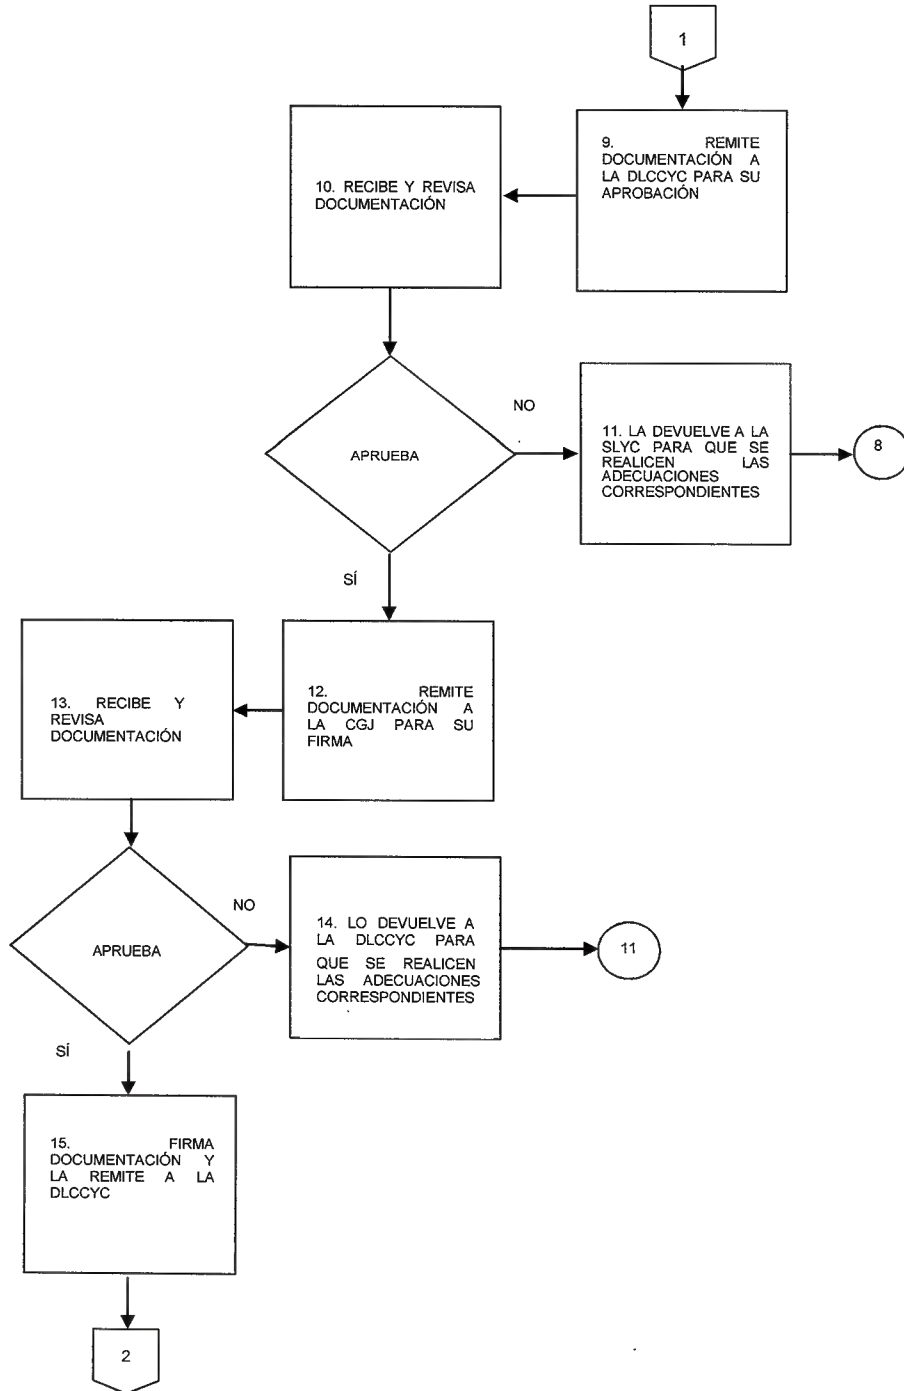 1
9. REMITE
DOCUMENTACIÓN A
LA DLCCYC PARA SU
APROBACIÓN
10. RECIBE Y REVISA
DOCUMENTACIÓN
APRUEBA
NO
11. LA DEVUELVE A LA
SLYC PARA QUE SE
REALICEN LAS
ADECUACIONES
CORRESPONDIENTES
8
SÍ
12. REMITE
DOCUMENTACIÓN A
LA CGJ PARA SU
FIRMA
13. RECIBE Y
REVISA
DOCUMENTACIÓN
APRUEBA
NO
14. LO DEVUELVE A
LA DLCCYC PARA
QUE SE REALICEN
LAS ADECUACIONES
CORRESPONDIENTES
11
SÍ
15. FIRMA
DOCUMENTACIÓN Y
LA REMITE A LA
DLCCYC
2